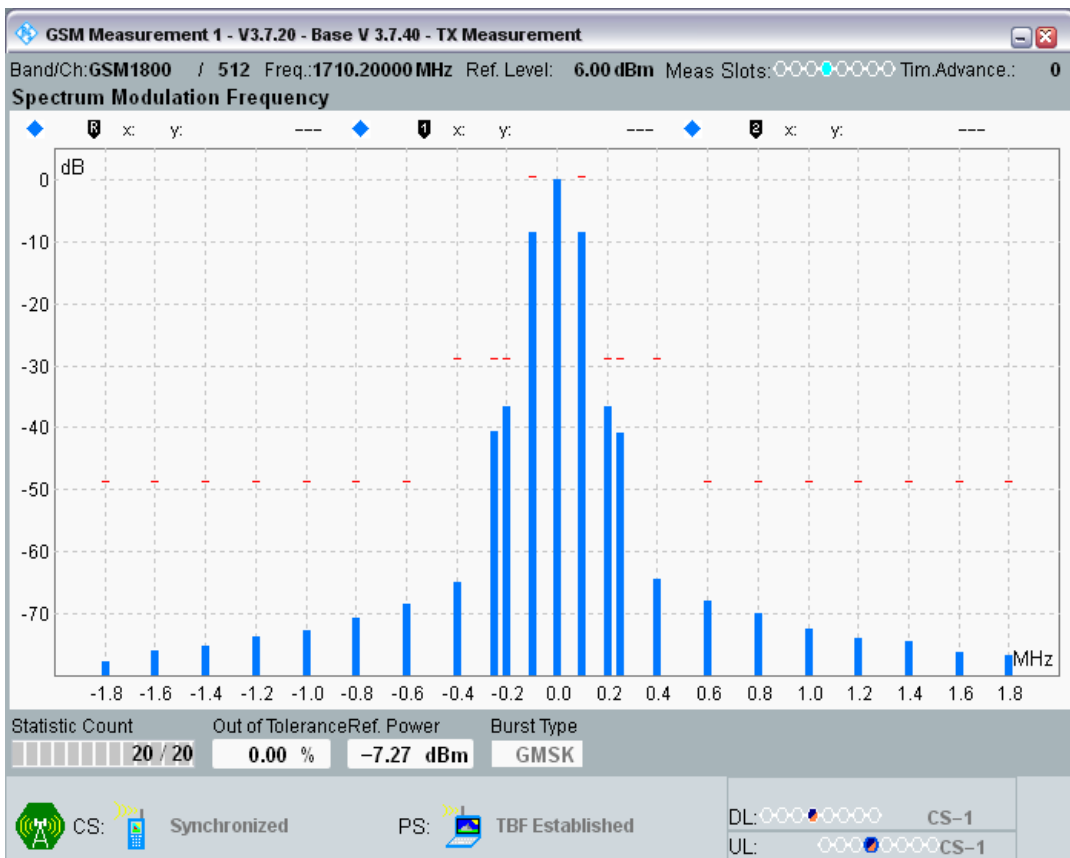 GSM Measurement 1 - V3.7.20 - Base V 3.7.40 - TX Measurement
Band/Ch:GSM1800 / 512 Freq.:1710.20000 MHz Ref. Level: 6.00 dBm Meas Slots: Tim.Advance.: 0
Spectrum Modulation Frequency
R x: y: --- 1 x: y: --- 2 x: y: ---
dB
0
-10
-20
-30
-40
-50
-60
-70
MHz
-1.8 -1.6 -1.4 -1.2 -1.0 -0.8 -0.6 -0.4 -0.2 0.0 0.2 0.4 0.6 0.8 1.0 1.2 1.4 1.6 1.8
Statistic Count Out of Tolerance Ref. Power Burst Type
20 / 20 0.00 % -7.27 dBm GMSK
CS: Synchronized PS: TBF Established DL: CS-1
UL: CS-1